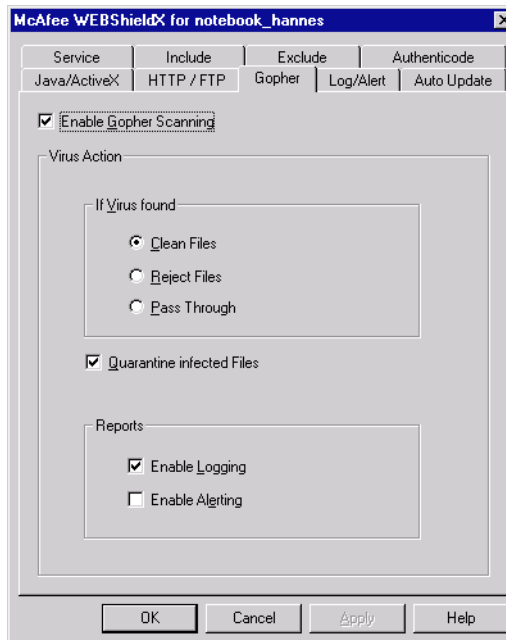 McAfee WEBShieldX for notebook_hannes
Service Include Exclude Authenticode
Java/ActiveX HTTP / FTP Gopher Log/Alert Auto Update
Enable Gopher Scanning
Virus Action
If Virus found
Clean Files
Reject Files
Pass Through
Quarantine infected Files
Reports
Enable Logging
Enable Alerting
OK Cancel Apply Help